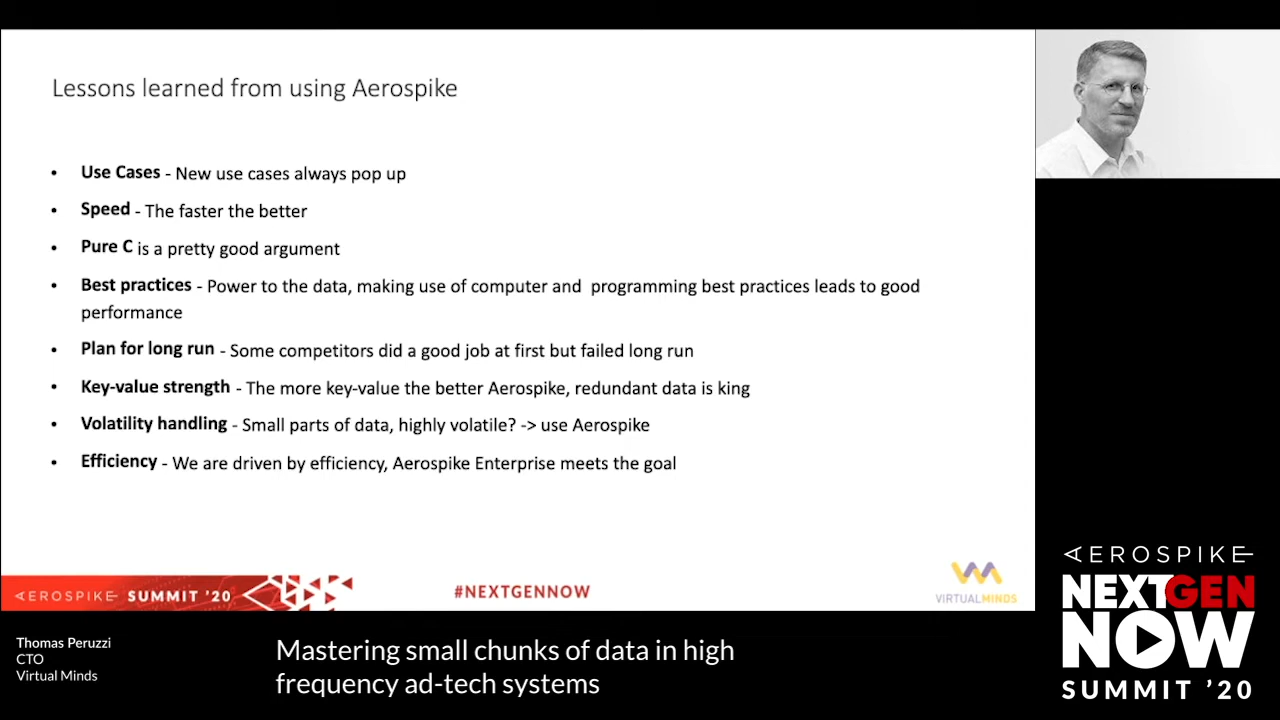 Lessons learned from using Aerospike
• Use Cases - New use cases always pop up
• Speed - The faster the better
• Pure C is a pretty good argument
• Best practices - Power to the data, making use of computer and programming best practices leads to good
performance
• Plan for long run - Some competitors did a good job at first but failed long run
• Key-value strength - The more key-value the better Aerospike, redundant data is king
• Volatility handling - Small parts of data, highly volatile? -> use Aerospike
• Efficiency - We are driven by efficiency, Aerospike Enterprise meets the goal
AEROSPIKE SUMMIT '20
#NEXTGENNOW
VIRTUALMINDS
Thomas Peruzzi
CTO
Virtual Minds
Mastering small chunks of data in high
frequency ad-tech systems
AEROSPIKE
NEXTGEN
NOW
SUMMIT '20